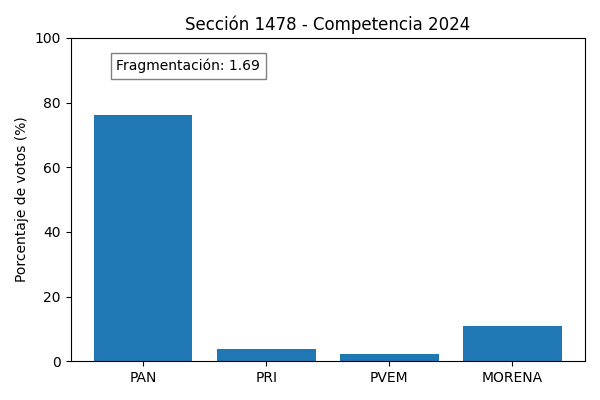 Sección 1478 - Competencia 2024
Fragmentación: 1.69
Porcentaje de votos (%)
100
80
60
40
20
0
PAN PRI PVEM MORENA